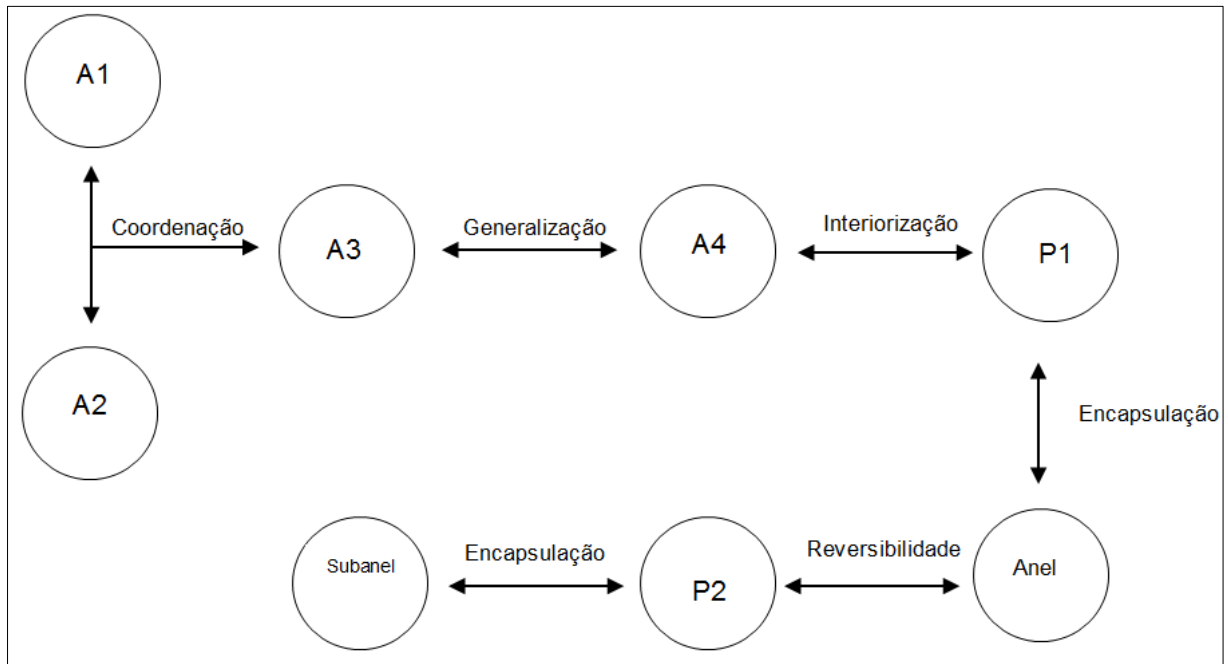 A1
Coordenação
A3
Generalização
A4
Interiorização
P1
A2
Encapsulação
Subanel
Encapsulação
P2
Reversibilidade
Anel